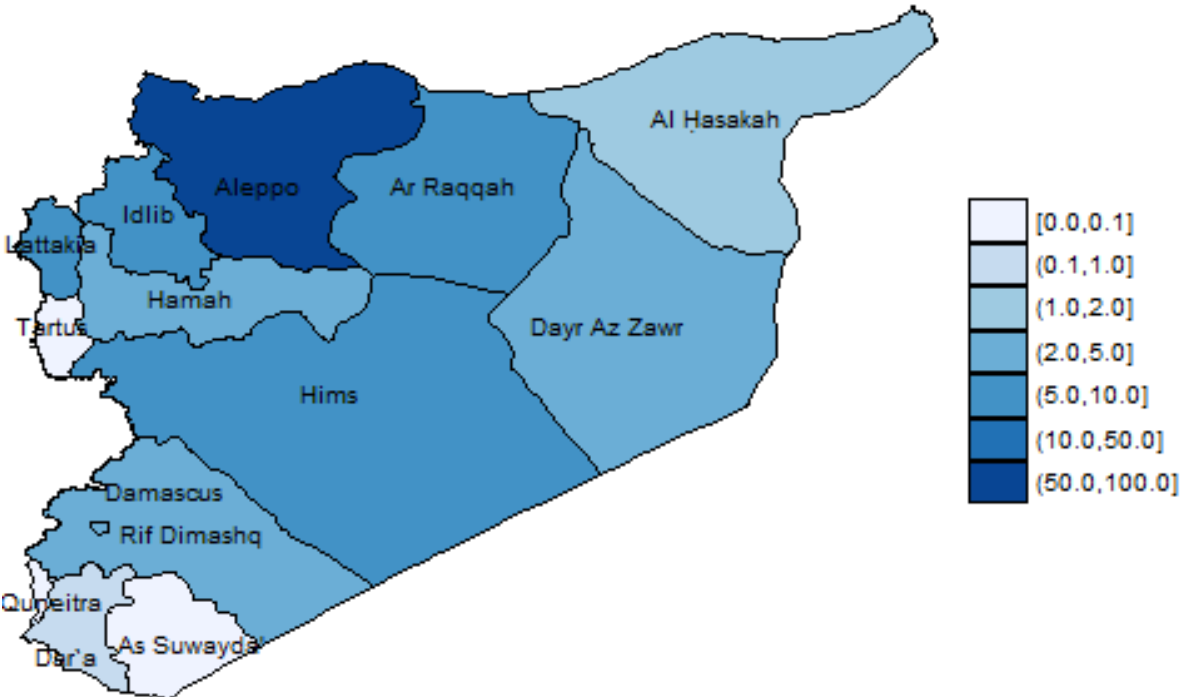 Al Ḥasakah
Aleppo
Ar Raqqah
Idlib
Lattakia
Hamah
Tartus
Dayr Az Zawr
Hims
Damascus
Rif Dimashq
Quneitra
As Suwayda'
Dar`a
[0.0,0.1]
(0.1,1.0]
(1.0,2.0]
(2.0,5.0]
(5.0,10.0]
(10.0,50.0]
(50.0,100.0]